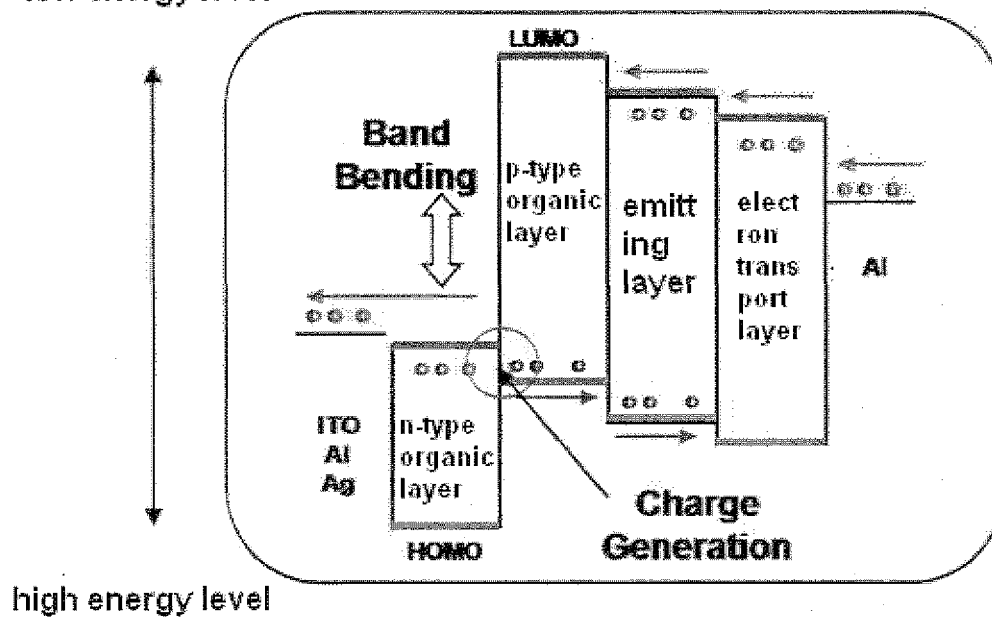 LUMO
Band
Bending
p-type
organic
layer
emitt
ing
layer
elect
ron
trans
port
layer
Al
ITO
Al
Ag
n-type
organic
layer
HOMO
Charge
Generation
high energy level